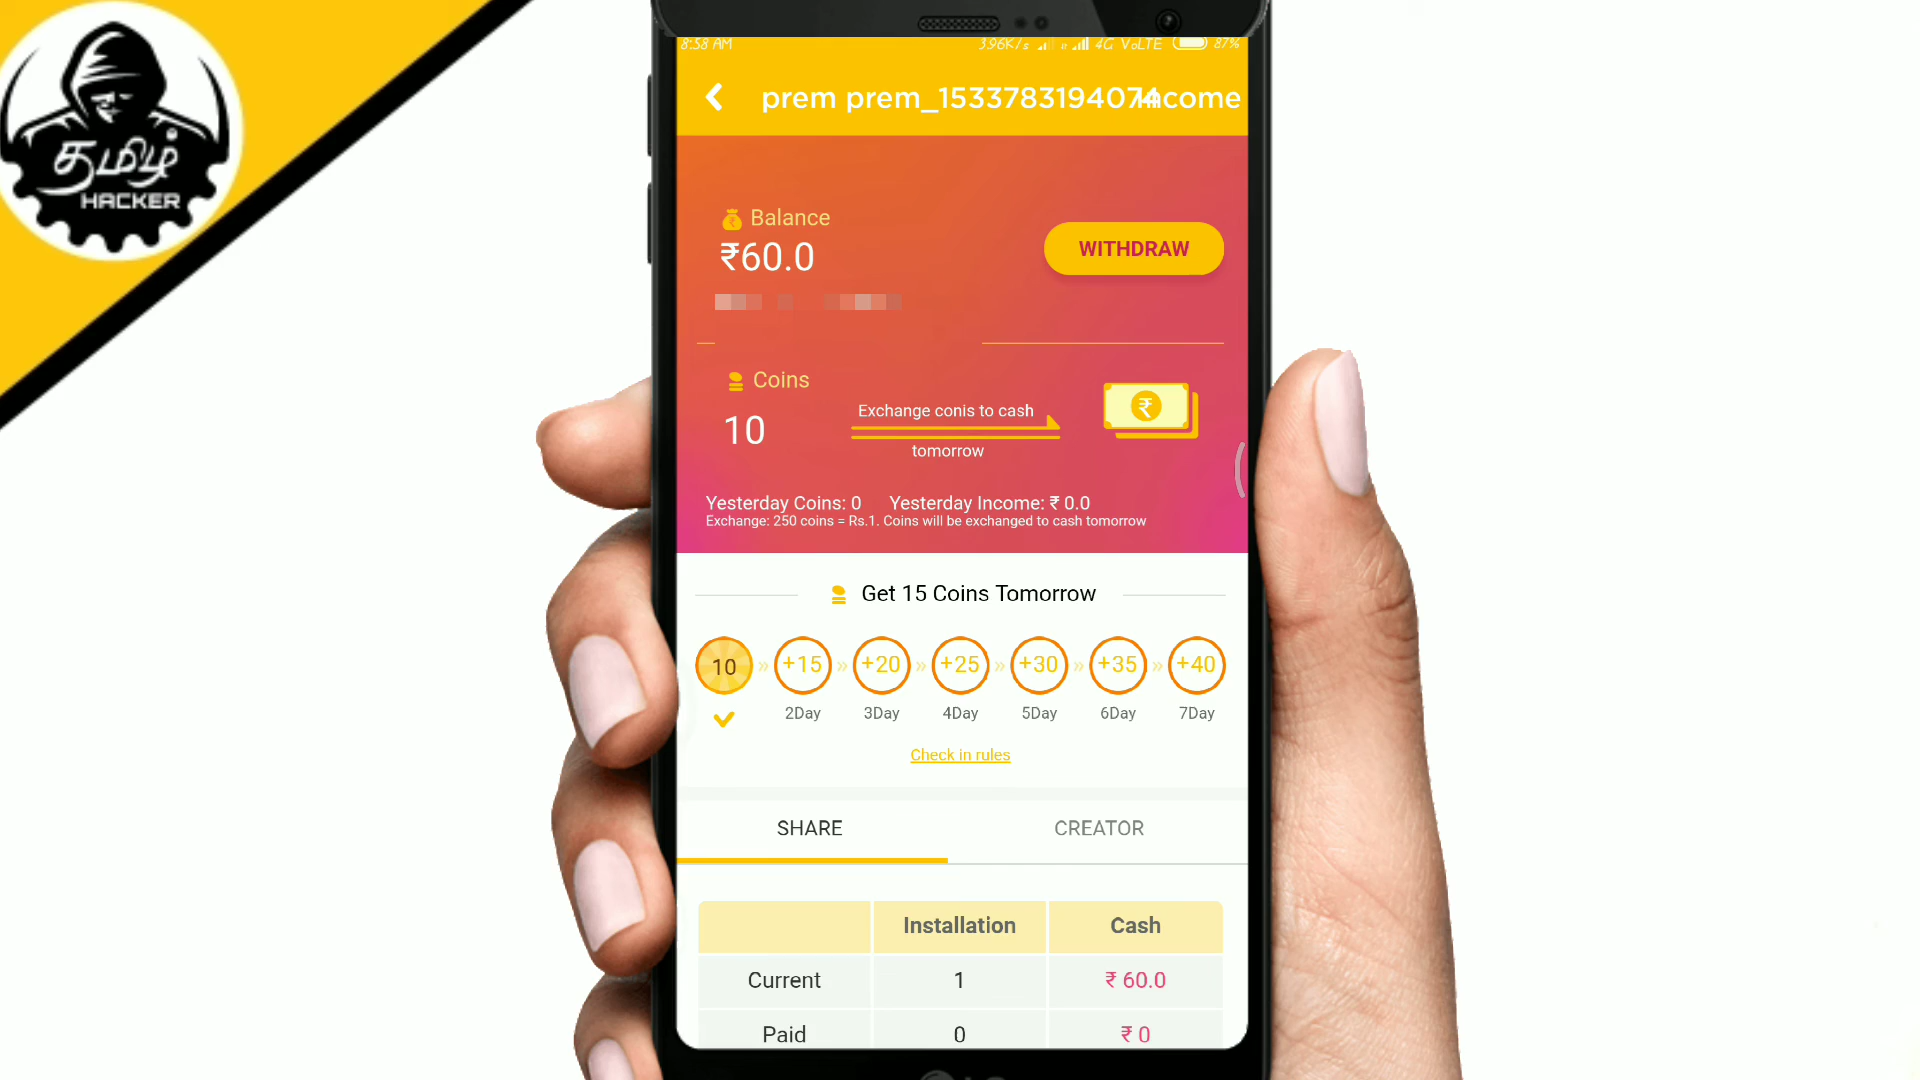 தமிழ்
HACKER
8:58 AM
3.96K/s 4G VoLTE 87%
prem prem_1533783194074
income
Balance
₹60.0
WITHDRAW
Coins
10
Exchange conis to cash
tomorrow
Yesterday Coins: 0 Yesterday Income: ₹ 0.0
Exchange: 250 coins = Rs.1. Coins will be exchanged to cash tomorrow
Get 15 Coins Tomorrow
10 » +15 » +20 » +25 » +30 » +35 » +40
2Day 3Day 4Day 5Day 6Day 7Day
Check in rules
SHARE CREATOR
Installation Cash
Current 1 ₹ 60.0
Paid 0 ₹ 0